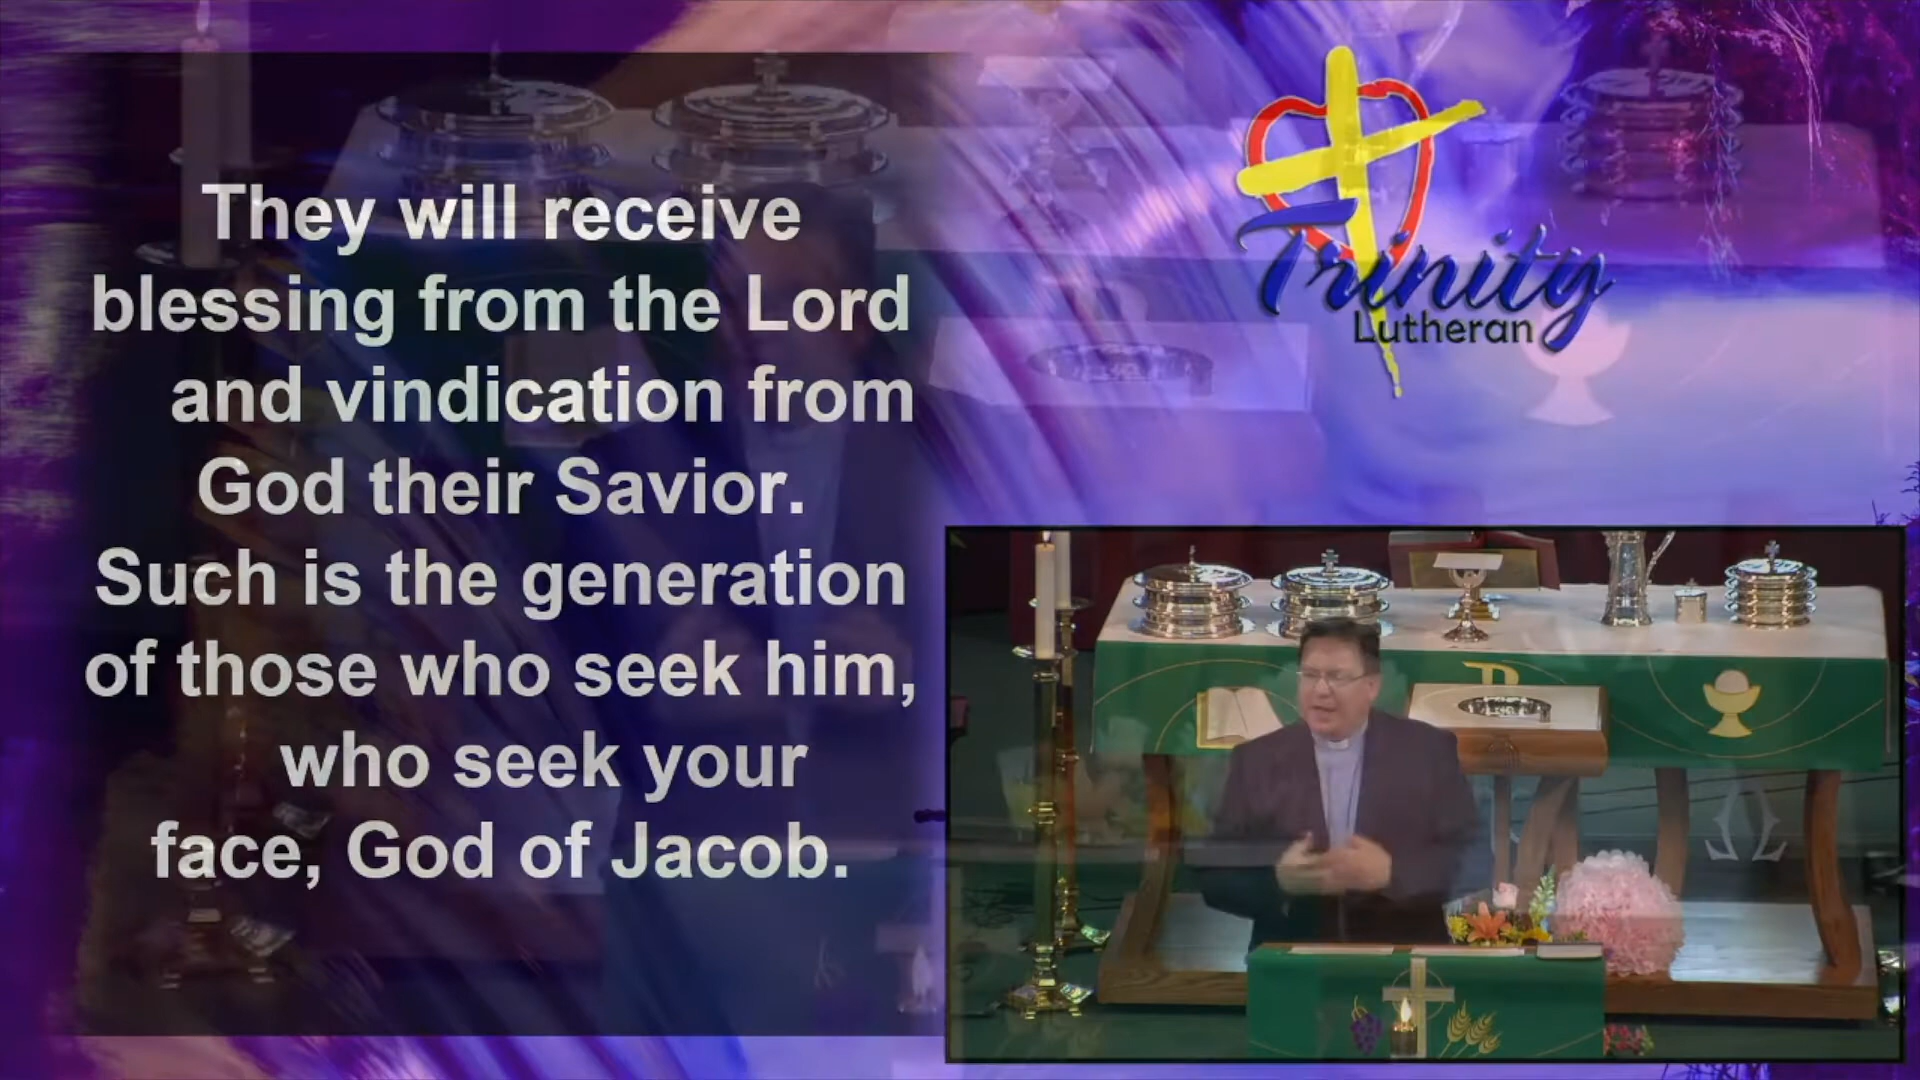 They will receive
blessing from the Lord
and vindication from
God their Savior.
Such is the generation
of those who seek him,
who seek your
face, God of Jacob.
Trinity
Lutheran